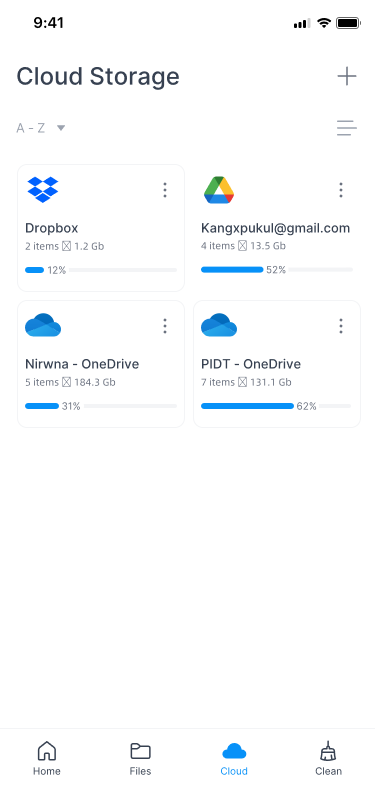 9:41
Cloud Storage
A - Z
Dropbox
2 items 1.2 Gb
12%
Kangxpukul@gmail.com
4 items 13.5 Gb
52%
Nirwna - OneDrive
5 items 184.3 Gb
31%
PIDT - OneDrive
7 items 131.1 Gb
62%
Home
Files
Cloud
Clean